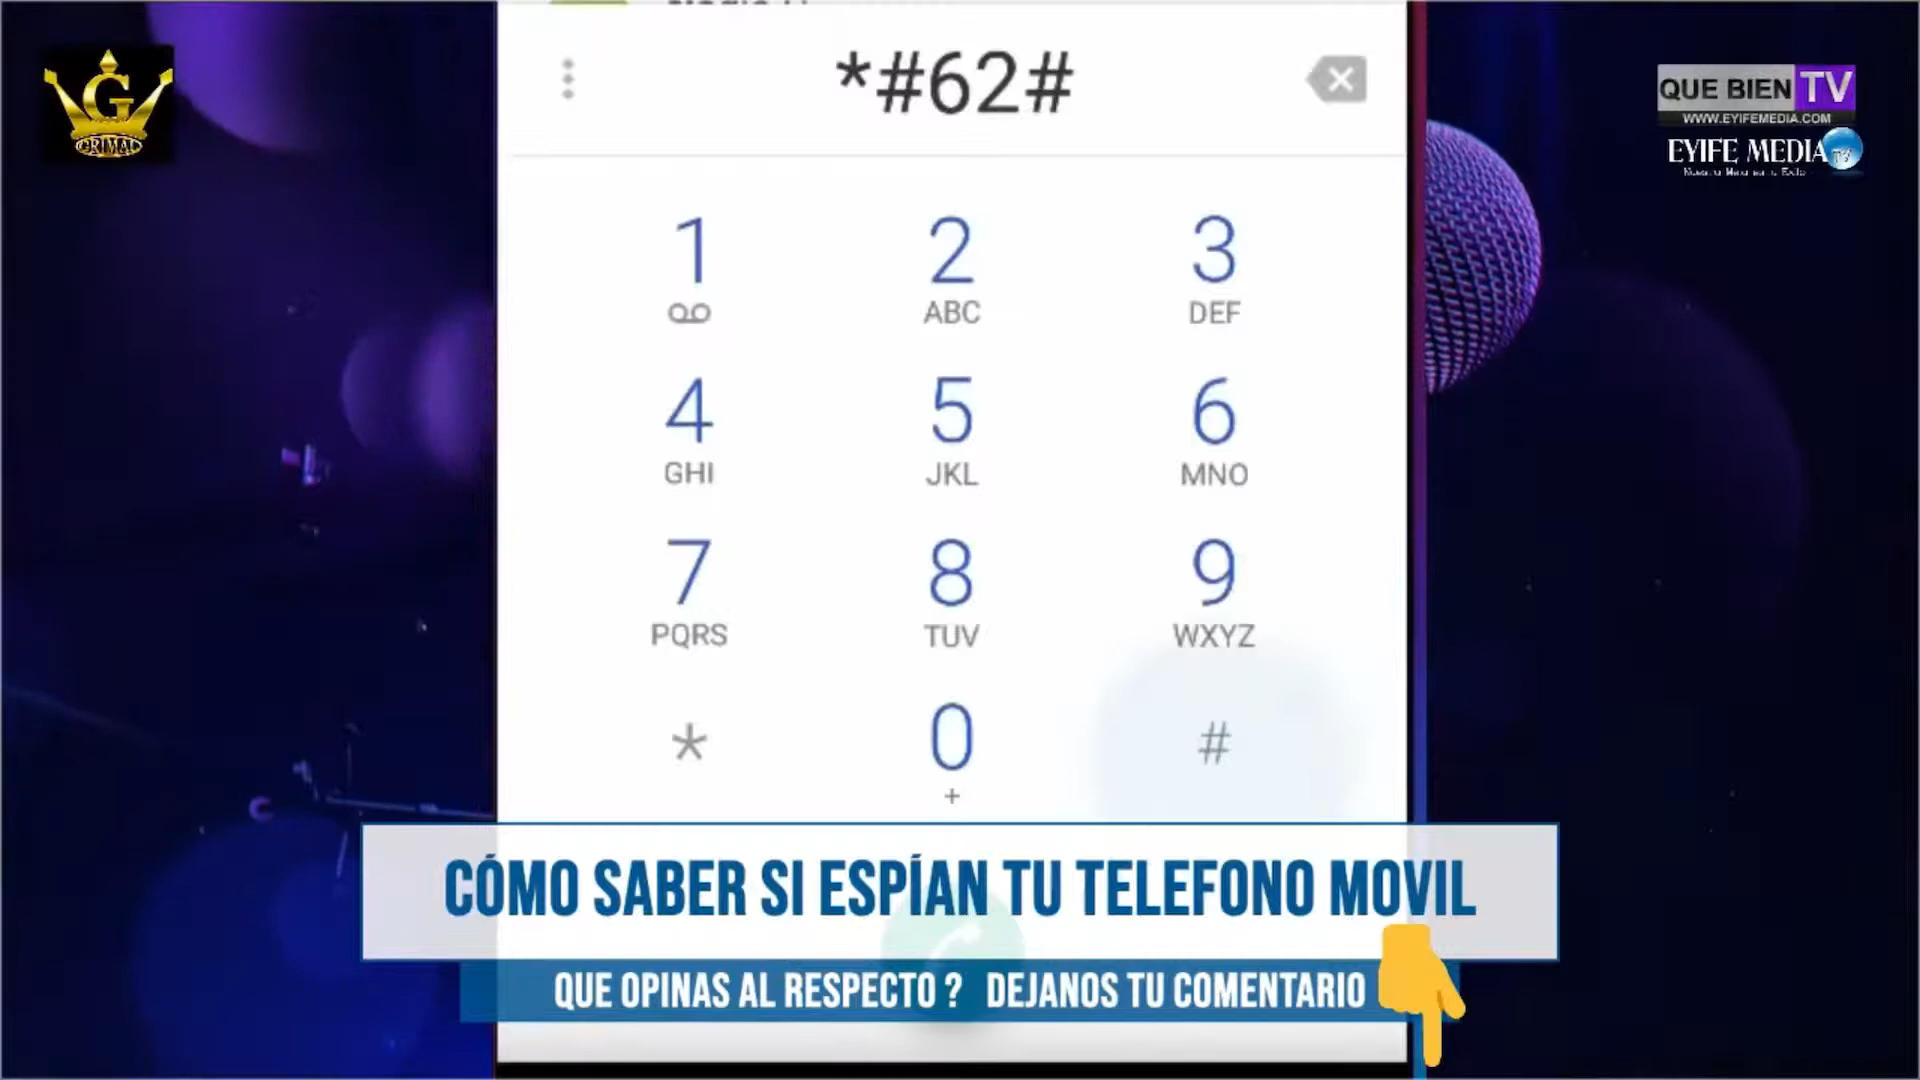 *#62#
G
GRIMAL
QUE BIEN TV
WWW.EYIFEMEDIA.COM
EYIFE MEDIA TV
1
2 ABC
3 DEF
4 GHI
5 JKL
6 MNO
7 PQRS
8 TUV
9 WXYZ
*
0 +
#
CÓMO SABER SI ESPÍAN TU TELEFONO MOVIL
QUE OPINAS AL RESPECTO ? DEJANOS TU COMENTARIO